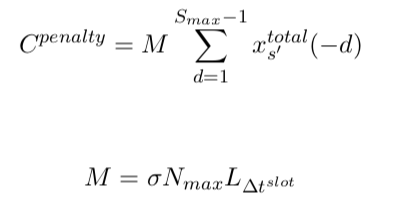 $C^{penalty} = M \sum_{d=1}^{S_{max}-1} x_{s'}^{total}(-d)$
$M = \sigma N_{max} L_{\Delta t^{slot}}$